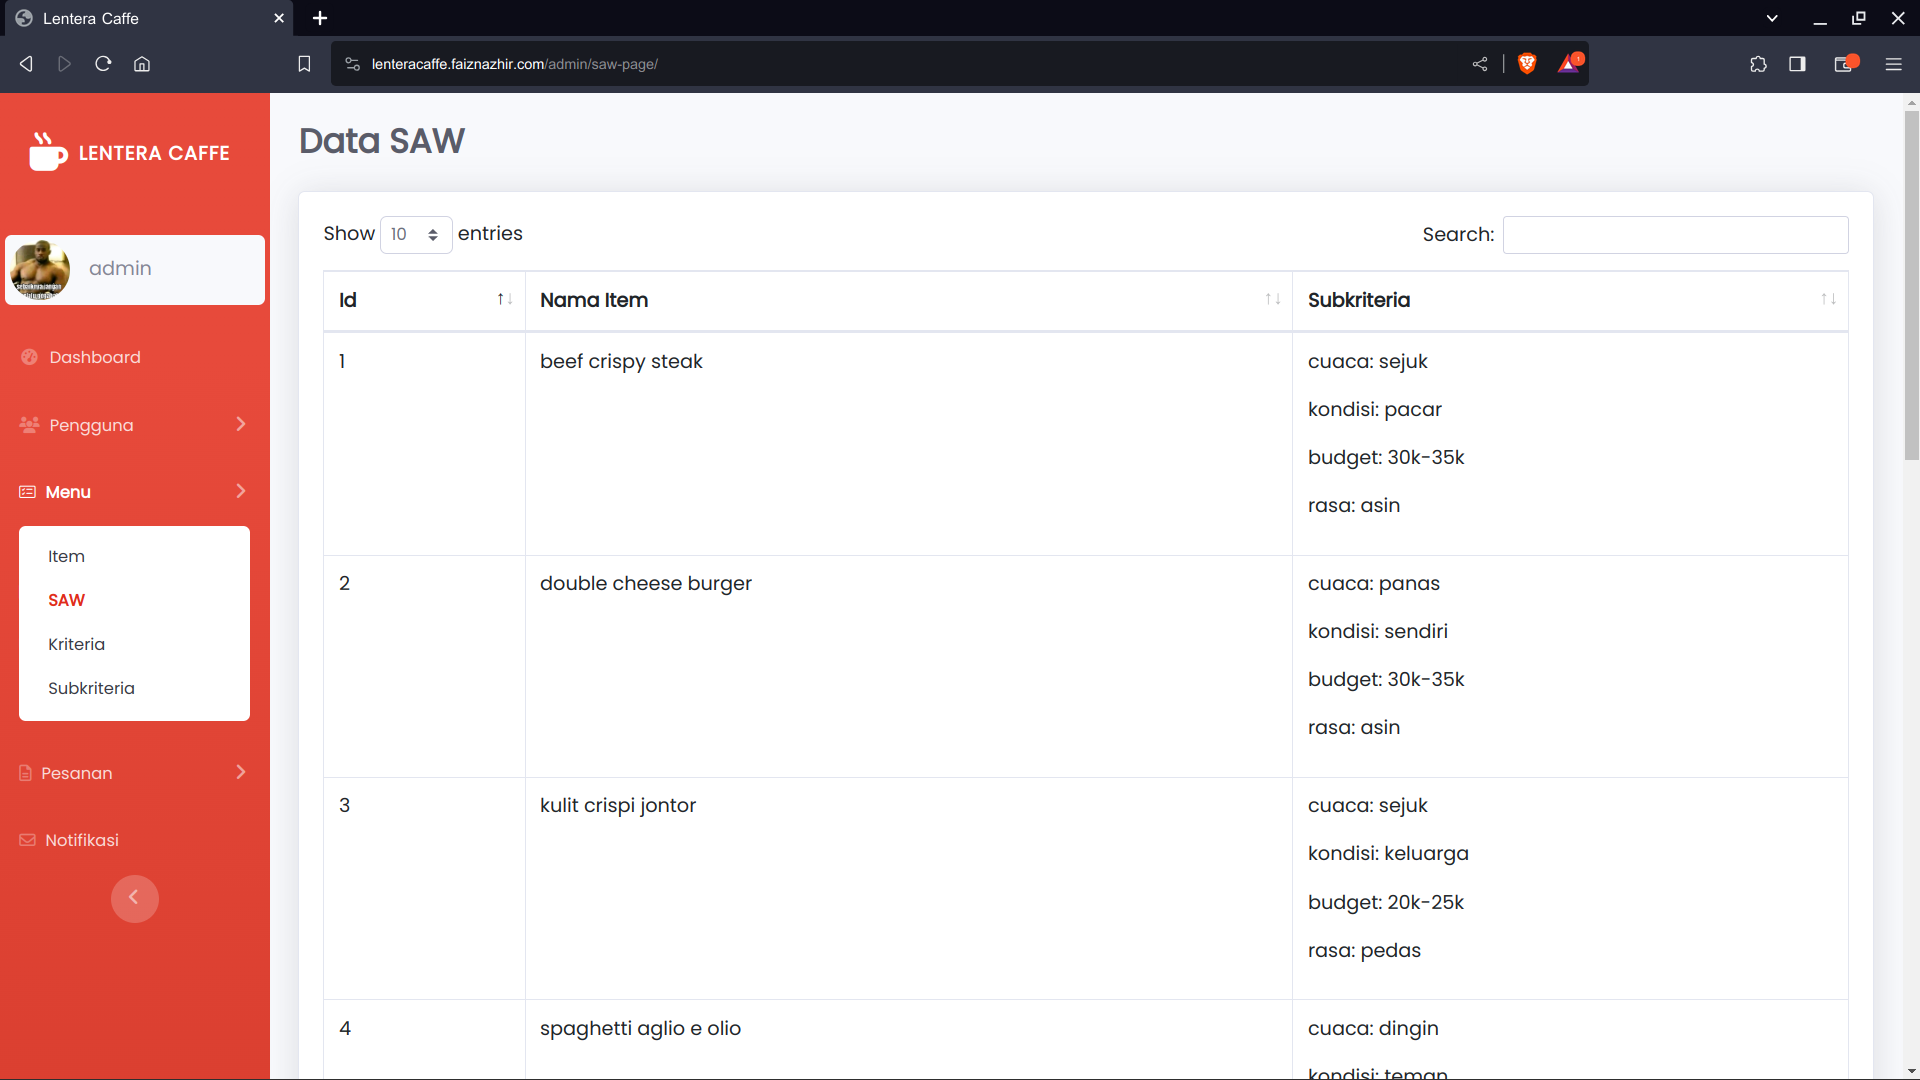 Lentera Caffe
lenteracaffe.faiznazhir.com/admin/saw-page/
LENTERA CAFFE
admin
Dashboard
Pengguna
Menu
Item
SAW
Kriteria
Subkriteria
Pesanan
Notifikasi
Data SAW
Show 10 entries
Search:
Id Nama Item Subkriteria
1 beef crispy steak cuaca: sejuk
kondisi: pacar
budget: 30k-35k
rasa: asin
2 double cheese burger cuaca: panas
kondisi: sendiri
budget: 30k-35k
rasa: asin
3 kulit crispi jontor cuaca: sejuk
kondisi: keluarga
budget: 20k-25k
rasa: pedas
4 spaghetti aglio e olio cuaca: dingin
kondisi: teman